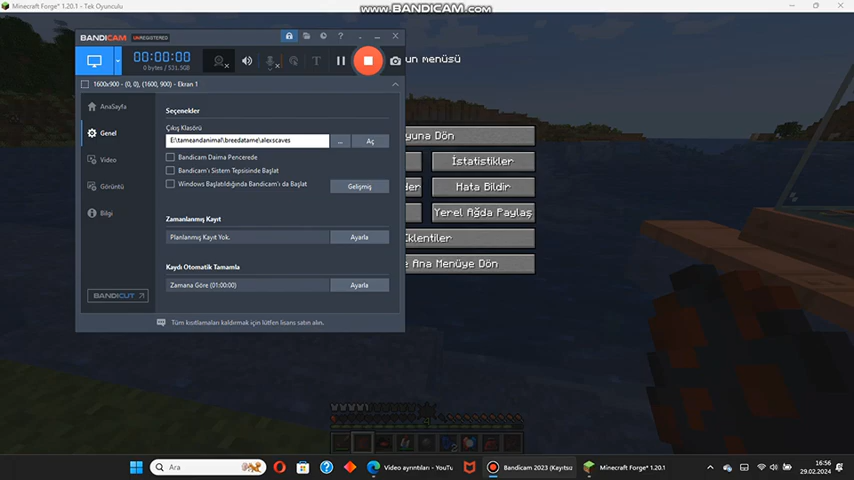 Minecraft Forge* 1.20.1 - Tek Oyunculu
www.BANDICAM.com
BANDICAM UNREGISTERED
00:00:00
0 bytes / 531,5GB
un menüsü
1600x900 - (0, 0), (1600, 900) - Ekran 1
AnaSayfa
Genel
Video
Görüntü
Bilgi
BANDICUT
Seçenekler
Çıkış Klasörü
E:\tameandanimal\breedatame\alexscaves
...
Aç
Bandicam Daima Pencerede
Bandicam'ı Sistem Tepsisinde Başlat
Windows Başlatıldığında Bandicam'ı da Başlat
Gelişmiş
Zamanlanmış Kayıt
Planlanmış Kayıt Yok.
Ayarla
Kaydı Otomatik Tamamla
Zamana Göre (01:00:00)
Ayarla
Tüm kısıtlamaları kaldırmak için lütfen lisans satın alın.
yuna Dön
İstatistikler
der
Hata Bildir
Yerel Ağda Paylaş
klentiler
e Ana Menüye Dön
Ara
Video ayrıntıları - YouTu
Bandicam 2023 (Kayıtsız
Minecraft Forge* 1.20.1
16:56
29.02.2024